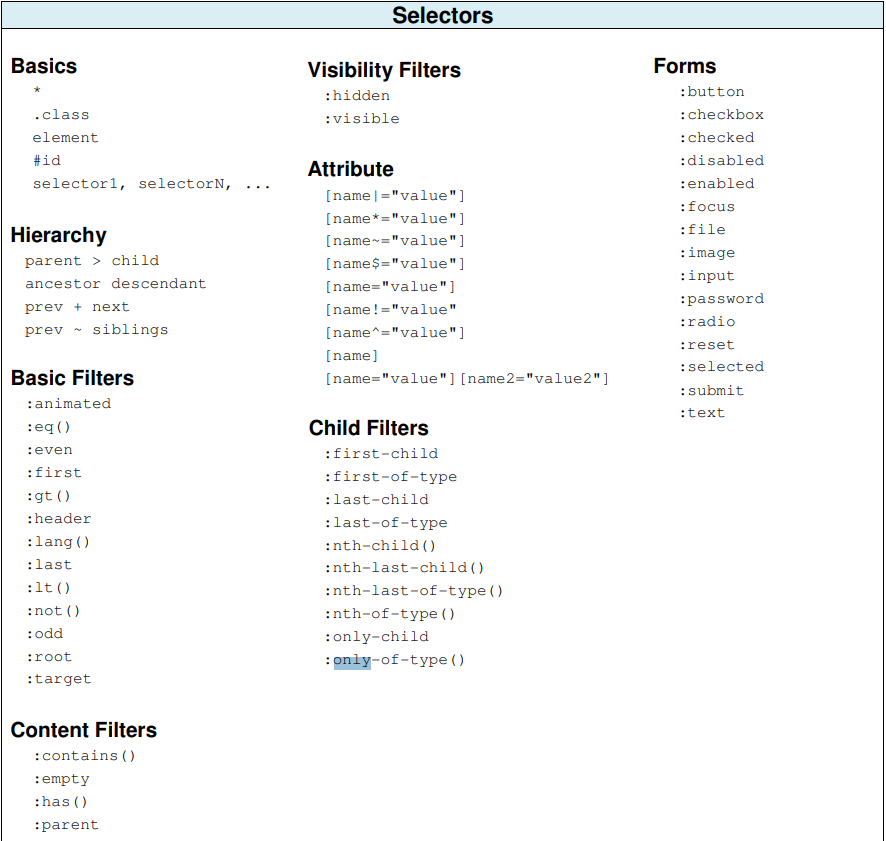 Selectors
Basics
*
.class
element
#id
selector1, selectorN, ...
Hierarchy
parent > child
ancestor descendant
prev + next
prev ~ siblings
Basic Filters
:animated
:eq()
:even
:first
:gt()
:header
:lang()
:last
:lt()
:not()
:odd
:root
:target
Content Filters
:contains()
:empty
:has()
:parent
Visibility Filters
:hidden
:visible
Attribute
[name|="value"]
[name*="value"]
[name~="value"]
[name$="value"]
[name="value"]
[name!="value"
[name^="value"]
[name]
[name="value"][name2="value2"]
Child Filters
:first-child
:first-of-type
:last-child
:last-of-type
:nth-child()
:nth-last-child()
:nth-last-of-type()
:nth-of-type()
:only-child
:only-of-type()
Forms
:button
:checkbox
:checked
:disabled
:enabled
:focus
:file
:image
:input
:password
:radio
:reset
:selected
:submit
:text